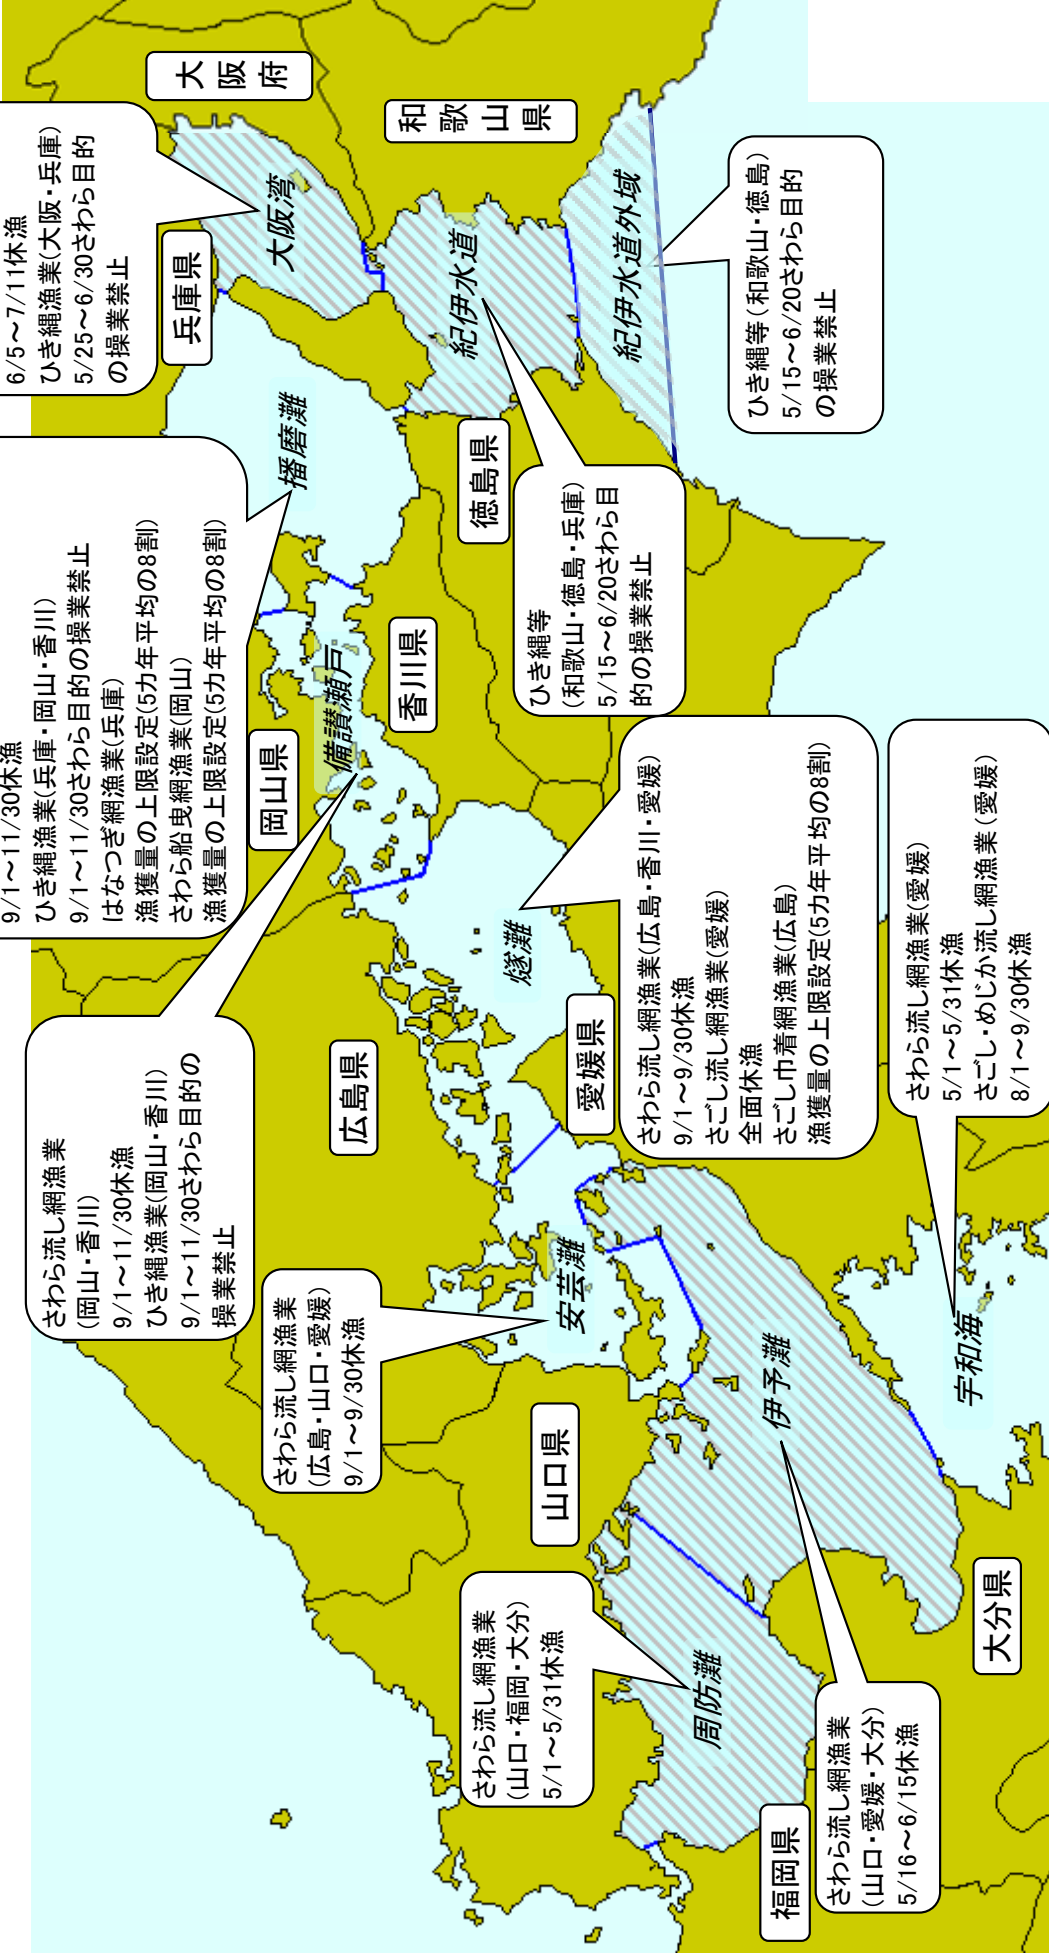 さわら流し網漁業
(岡山・香川)
9/1～11/30休漁
ひき縄漁業(岡山・香川)
9/1～11/30さわら目的の
操業禁止
9/1～11/30休漁
ひき縄漁業(兵庫・岡山・香川)
9/1～11/30さわら目的の操業禁止
はなつぎ網漁業(兵庫)
漁獲量の上限設定(5カ年平均の8割)
さわら船曳網漁業(岡山)
漁獲量の上限設定(5カ年平均の8割)
6/5～7/11休漁
ひき縄漁業(大阪・兵庫)
5/25～6/30さわら目的
の操業禁止
大阪府
兵庫県
大阪湾
和歌山県
播磨灘
紀伊水道
紀伊水道外域
徳島県
備讃瀬戸
岡山県
香川県
ひき縄等
(和歌山・徳島・兵庫)
5/15～6/20さわら目
的の操業禁止
ひき縄等(和歌山・徳島)
5/15～6/20さわら目的
の操業禁止
広島県
燧灘
愛媛県
さわら流し網漁業(広島・香川・愛媛)
9/1～9/30休漁
さごし流し網漁業(愛媛)
全面休漁
さごし巾着網漁業(広島)
漁獲量の上限設定(5カ年平均の8割)
さわら流し網漁業(愛媛)
5/1～5/31休漁
さごし・めじか流し網漁業(愛媛)
8/1～9/30休漁
さわら流し網漁業
(広島・山口・愛媛)
9/1～9/30休漁
安芸灘
山口県
伊予灘
宇和海
さわら流し網漁業
(山口・福岡・大分)
5/1～5/31休漁
周防灘
大分県
福岡県
さわら流し網漁業
(山口・愛媛・大分)
5/16～6/15休漁